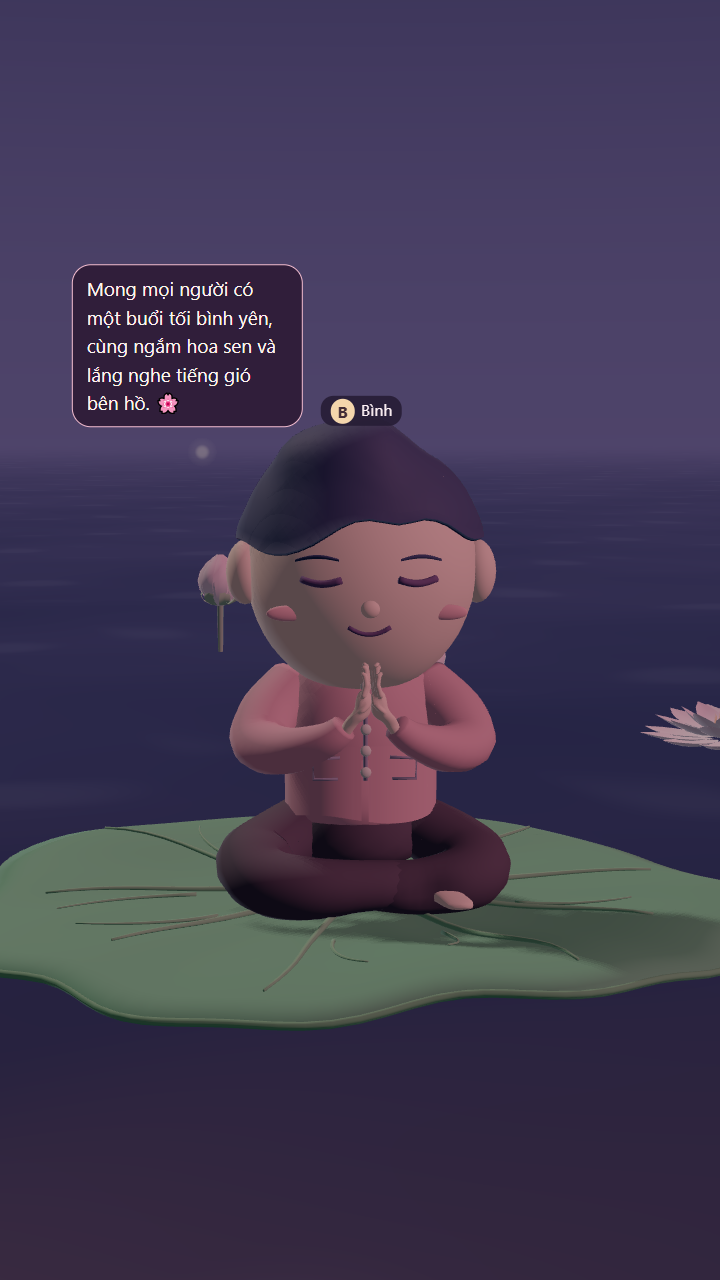 Mong mọi người có
một buổi tối bình yên,
cùng ngắm hoa sen và
lắng nghe tiếng gió
bên hồ. 🌸
B Bình